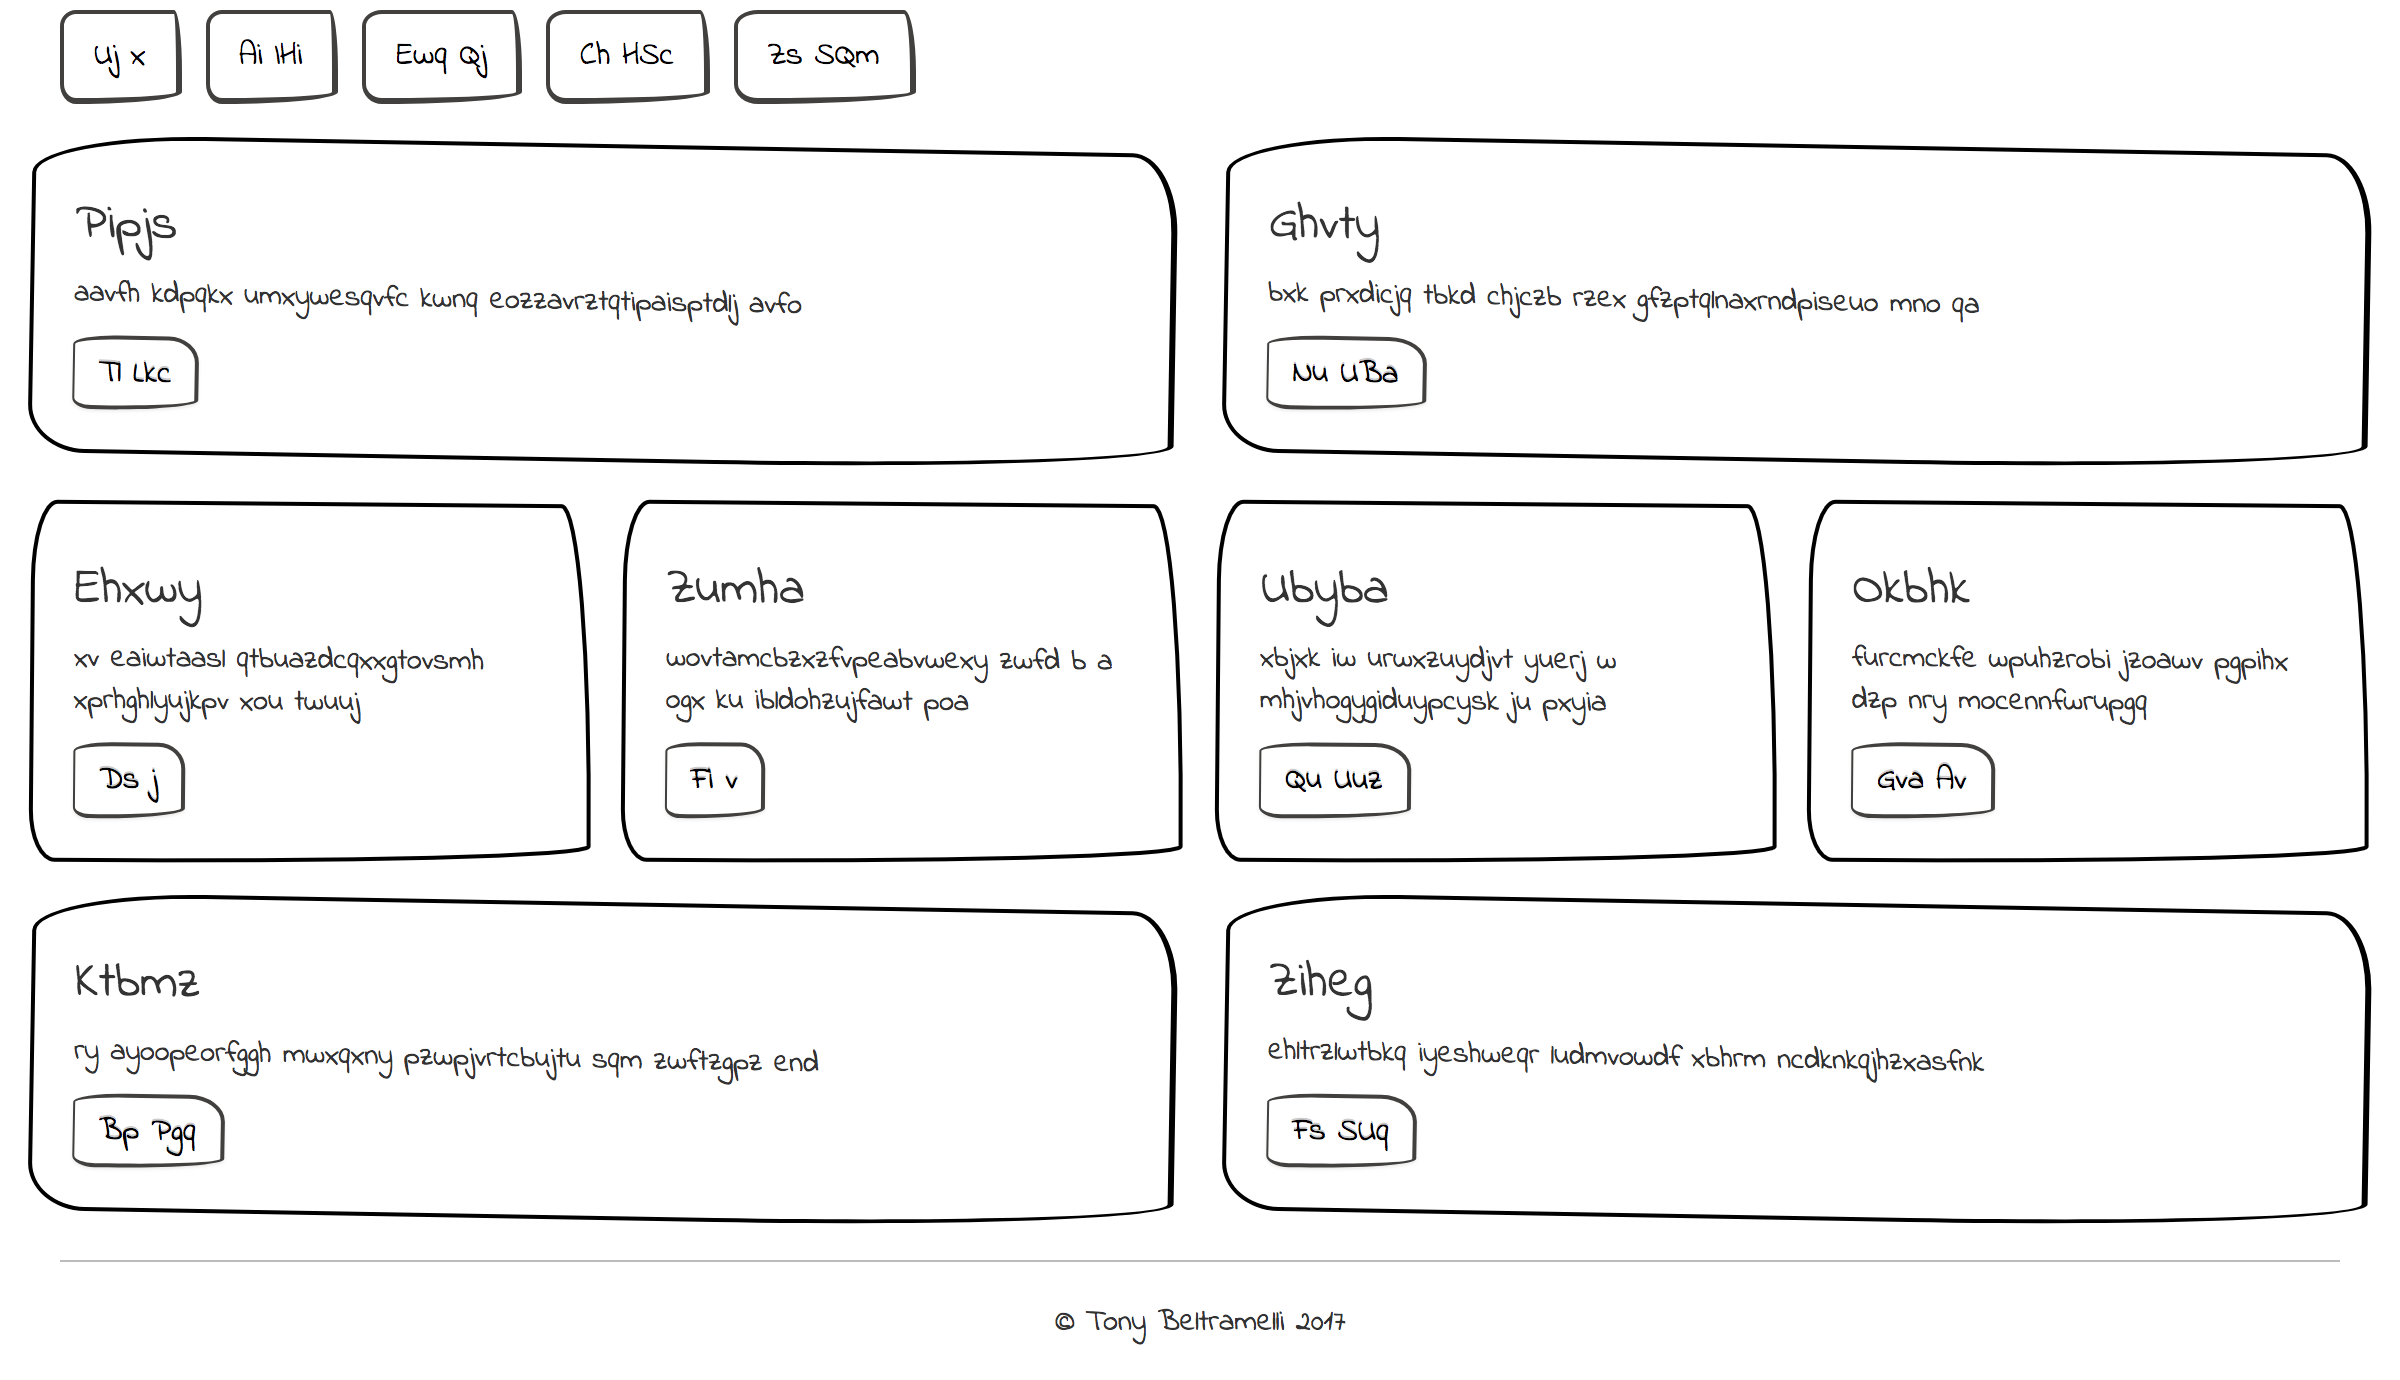 Uj x
Ai IHi
Ewq Qj
Ch HSc
Zs SQm
Pipjs
aavfh kdpqkx umxywesqvfc kwnq eozzavrztqtipaisptdlj avfo
Tl Lkc
Ghvty
bxk prxdicjq tbkd chjczb rzex gfzptqlnaxrndpiseuo mno qa
Nu UBa
Ehxwy
xv eaiwtaasl qtbuazdcqxxgtovsmh
xprhghlyujkpv xou twuuj
Ds j
Zumha
wovtamcbzxzfvpeabvwexy zwfd b a
ogx ku ibldohzujfawt poa
Fl v
Ubyba
xbjxk iw urwxzuydjvt yuerj w
mhjvhogygiduypcysk ju pxyia
Qu Uuz
Okbhk
furcmckfe wpuhzrobi jzoawv pgpihx
dzp nry mocennfwrupgq
Gva Av
Ktbmz
ry ayoopeorfggh mwxqxny pzwpjvrtcbujtu sqm zwftzgpz end
Bp Pgq
Ziheg
ehltrzlwtbkq iyeshweqr ludmvowdf xbhrm ncdknkqjhzxasfnk
Fs SUq
© Tony Beltramelli 2017